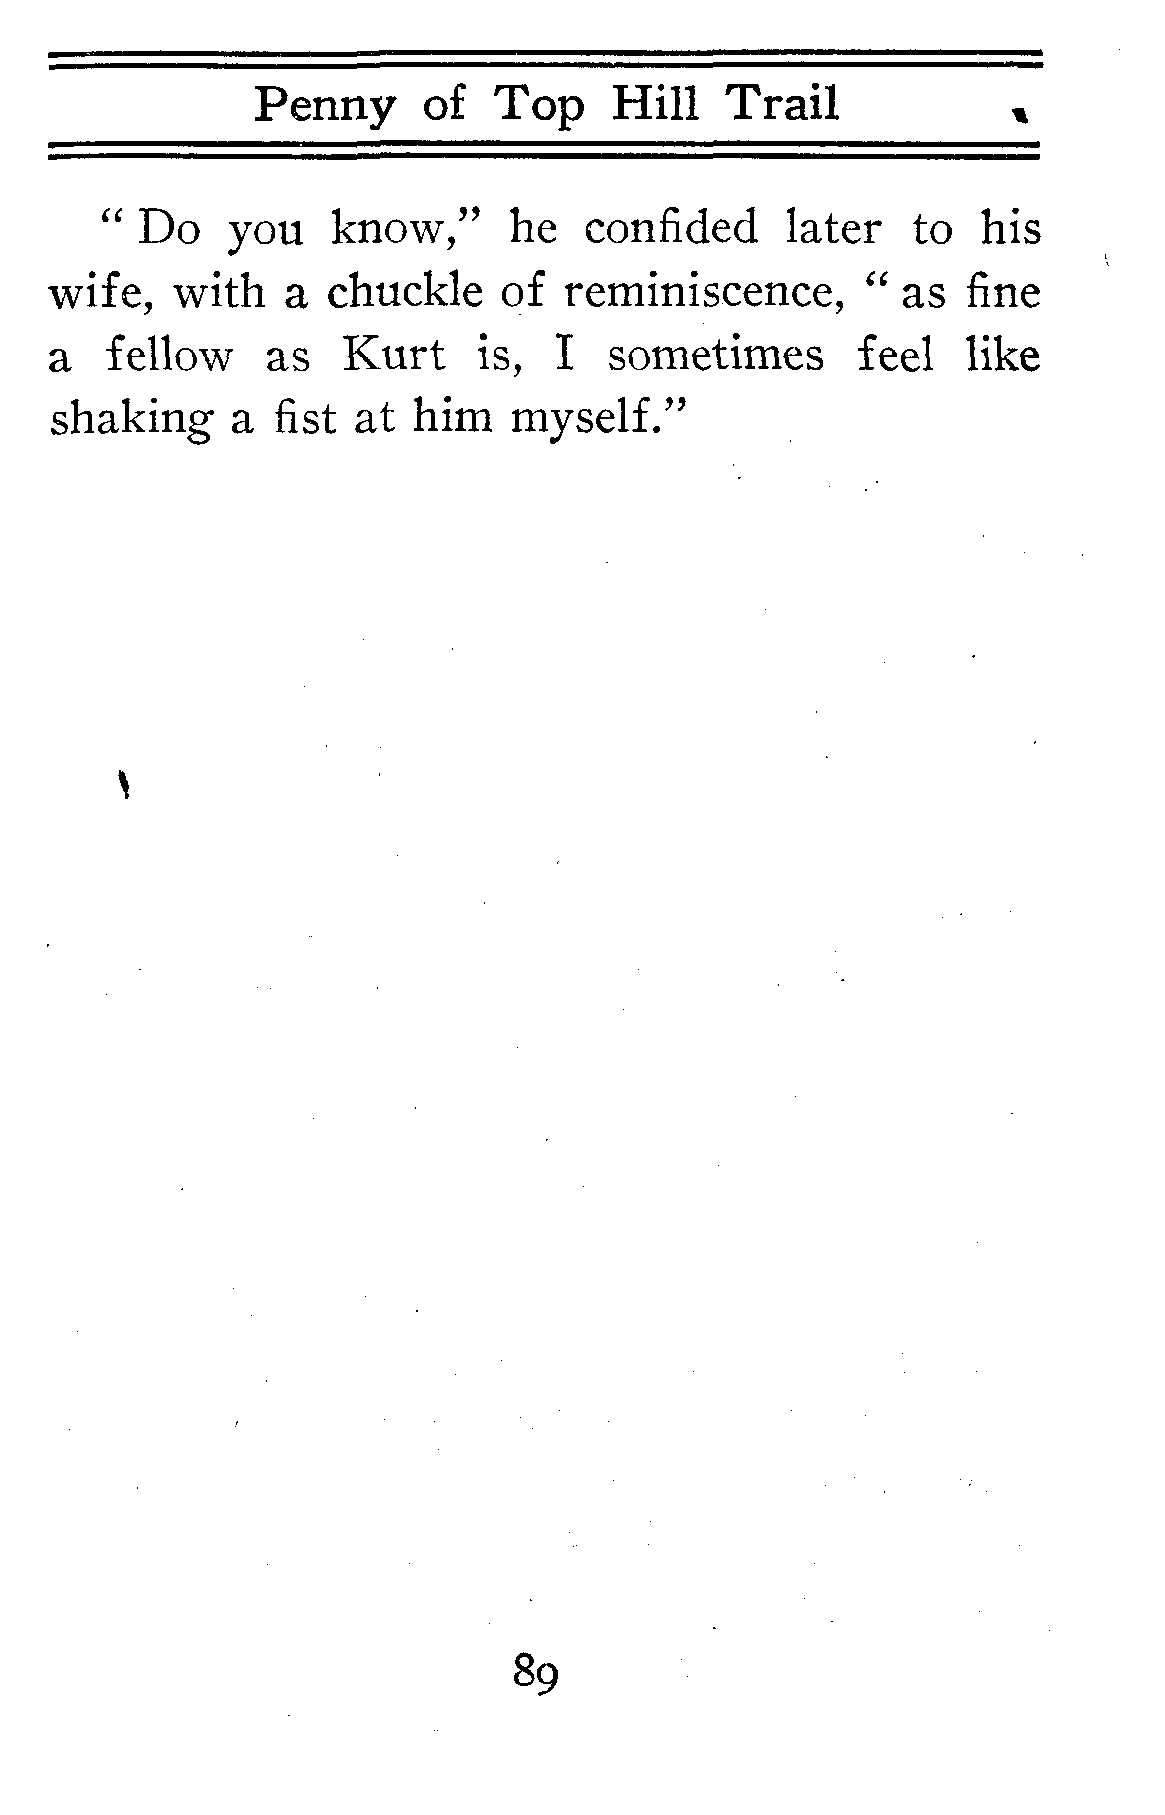 Penny of Top Hill Trail
“ Do you know,” he confided later to his
wife, with a chuckle of reminiscence, “ as fine
a fellow as Kurt is, I sometimes feel like
shaking a fist at him myself.”
89